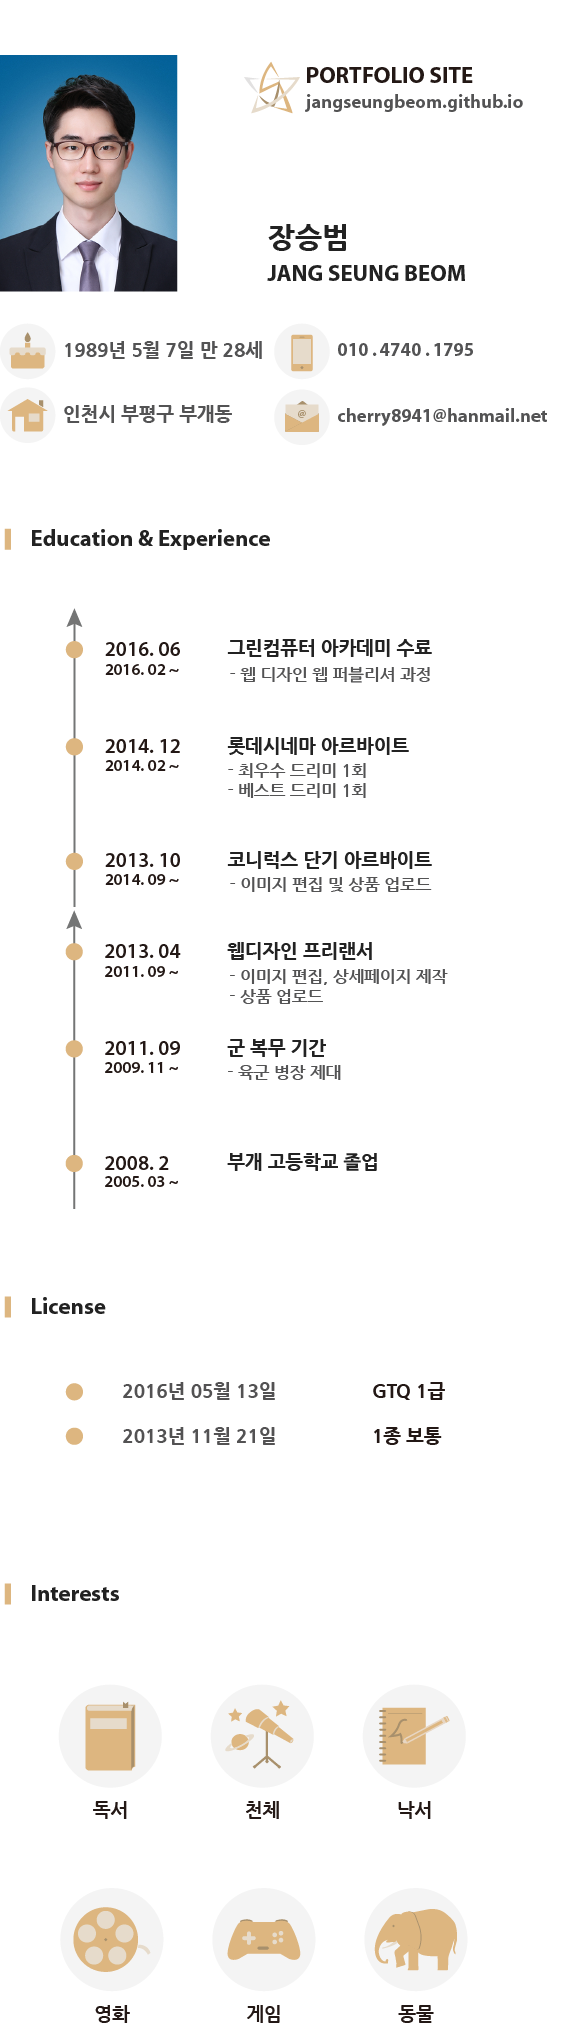 PORTFOLIO SITE
jangseungbeom.github.io
장승범
JANG SEUNG BEOM
1989년 5월 7일 만 28세
010 . 4740 . 1795
인천시 부평구 부개동
@
cherry8941@hanmail.net
Education & Experience
2016. 06
그린컴퓨터 아카데미 수료
2016. 02 ~
- 웹 디자인 웹 퍼블리셔 과정
2014. 12
롯데시네마 아르바이트
2014. 02 ~
- 최우수 드리미 1회
- 베스트 드리미 1회
2013. 10
코니럭스 단기 아르바이트
2014. 09 ~
- 이미지 편집 및 상품 업로드
2013. 04
웹디자인 프리랜서
2011. 09 ~
- 이미지 편집, 상세페이지 제작
- 상품 업로드
2011. 09
군 복무 기간
2009. 11 ~
- 육군 병장 제대
2008. 2
부개 고등학교 졸업
2005. 03 ~
License
2016년 05월 13일
GTQ 1급
2013년 11월 21일
1종 보통
Interests
독서
천체
낙서
영화
게임
동물